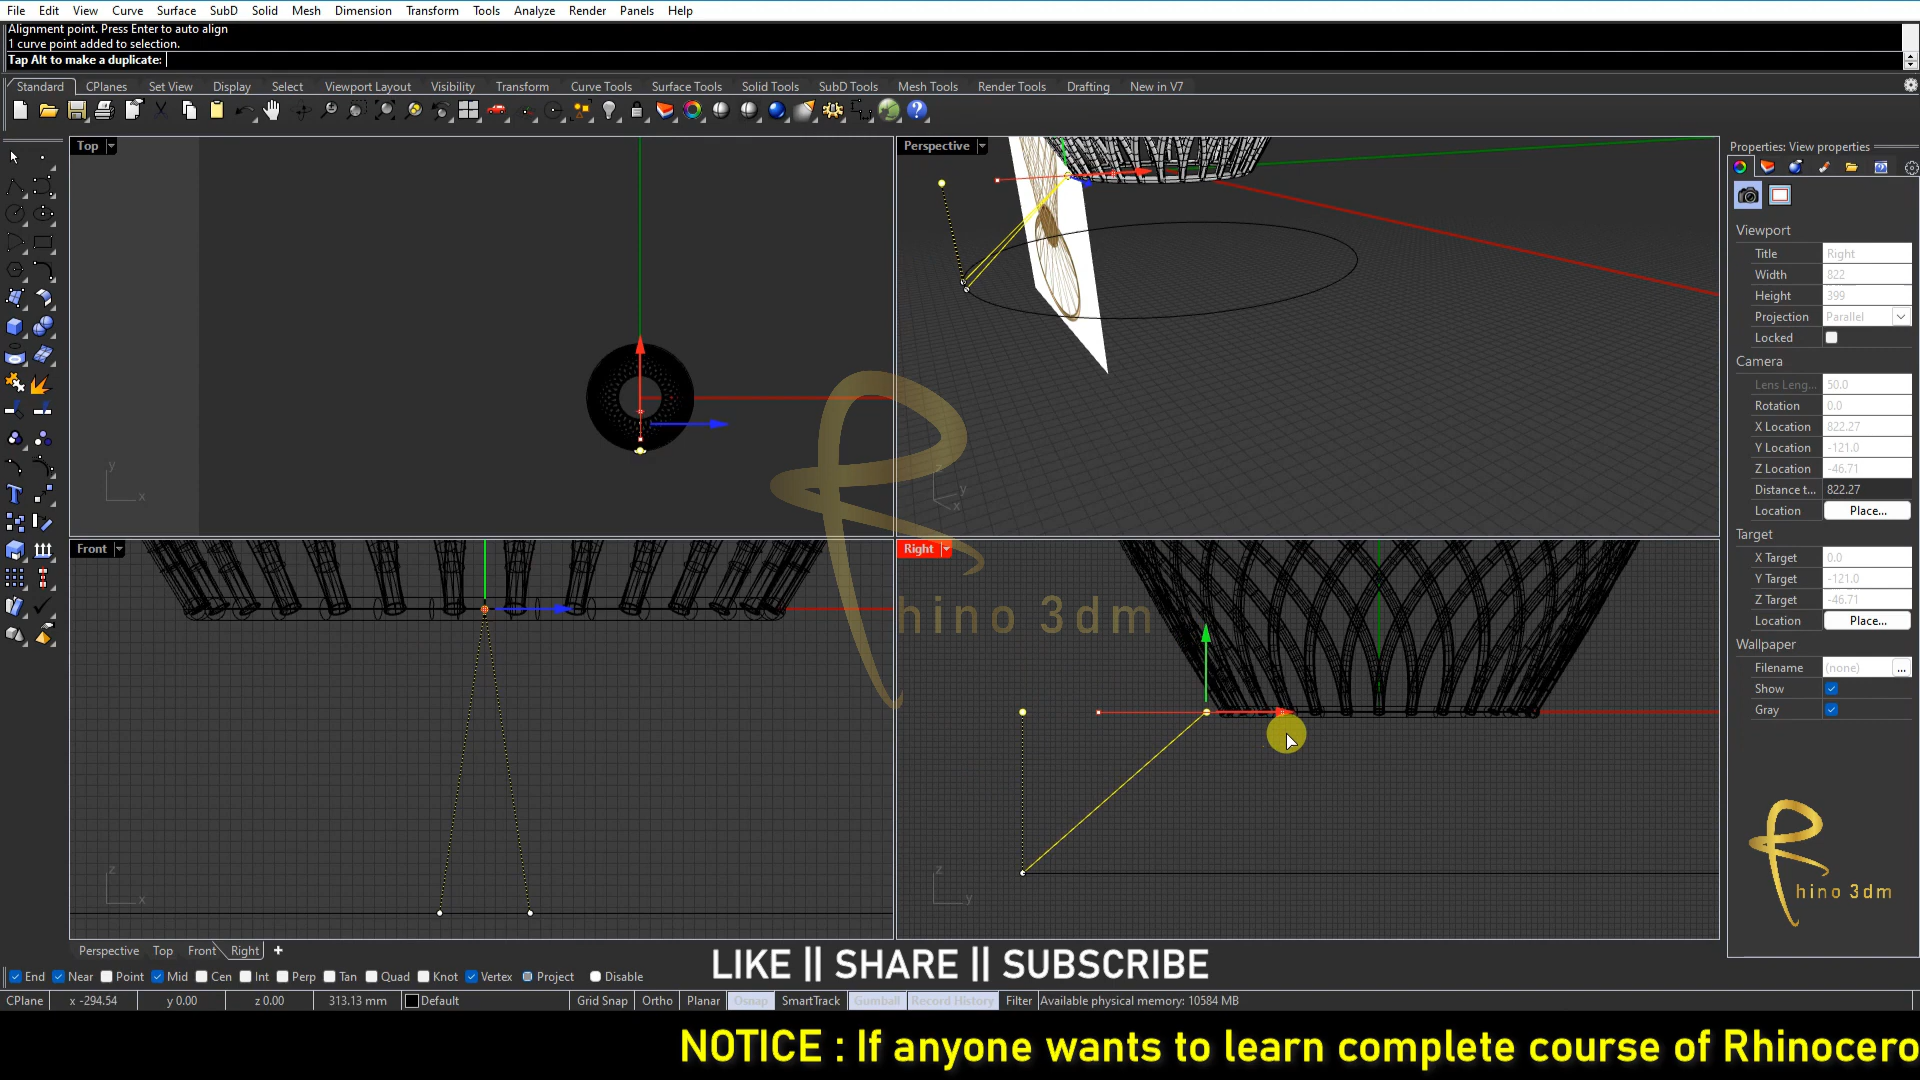 File Edit View Curve Surface SubD Solid Mesh Dimension Transform Tools Analyze Render Panels Help
Alignment point. Press Enter to auto align
1 curve point added to selection.
Tap Alt to make a duplicate:
Standard CPlanes Set View Display Select Viewport Layout Visibility Transform Curve Tools Surface Tools Solid Tools SubD Tools Mesh Tools Render Tools Drafting New in V7
Top
y
x
Perspective
z
y
x
Front
z
x
Right
z
y
hino 3dm
Properties: View properties
Viewport
Title Right
Width 822
Height 399
Projection Parallel
Locked
Camera
Lens Leng... 50.0
Rotation 0.0
X Location 822.27
Y Location -121.0
Z Location -46.71
Distance t... 822.27
Location Place...
Target
X Target 0.0
Y Target -121.0
Z Target -46.71
Location Place...
Wallpaper
Filename (none) ...
Show
Gray
hino 3dm
Perspective Top Front Right
LIKE || SHARE || SUBSCRIBE
End Near Point Mid Cen Int Perp Tan Quad Knot Vertex Project Disable
CPlane x -294.54 y 0.00 z 0.00 313.13 mm Default Grid Snap Ortho Planar Osnap SmartTrack Gumball Record History Filter Available physical memory: 10584 MB
NOTICE : If anyone wants to learn complete course of Rhinocero